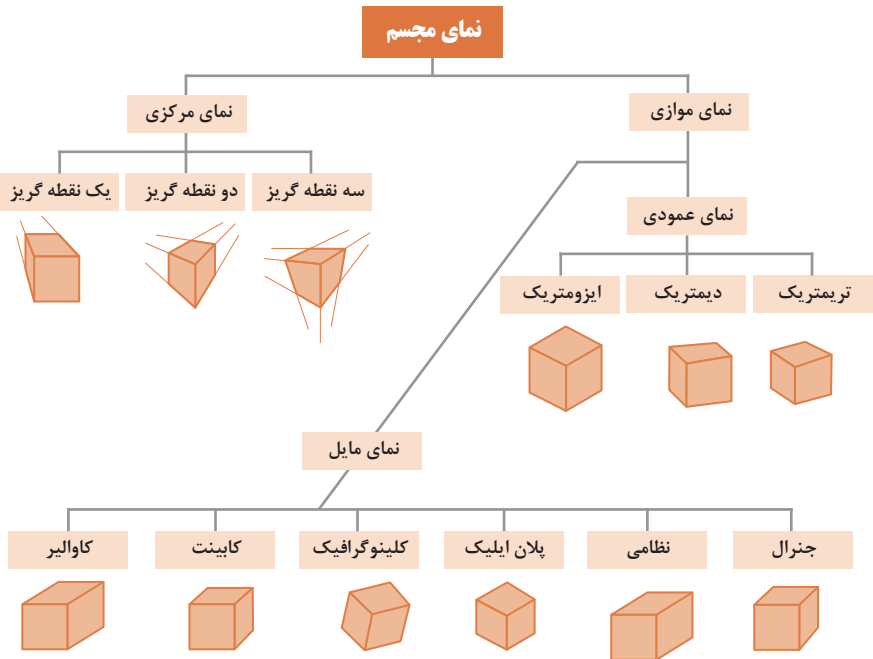 نمای مجسم
نمای موازی
نمای مرکزی
سه نقطه گریز
دو نقطه گریز
یک نقطه گریز
نمای عمودی
تریمتریک
دیمتریک
ایزومتریک
نمای مایل
جنرال
نظامی
پلان ابلیک
کلینوگرافیک
کابینت
کاوالیر